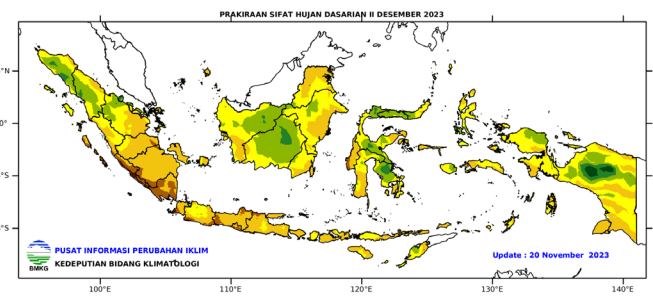 PRAKIRAAN SIFAT HUJAN DASARIAN II DESEMBER 2023
°N
0°
°S
°S
PUSAT INFORMASI PERUBAHAN IKLIM
KEDEPUTIAN BIDANG KLIMATOLOGI
BMKG
Update : 20 November 2023
100°E 110°E 120°E 130°E 140°E